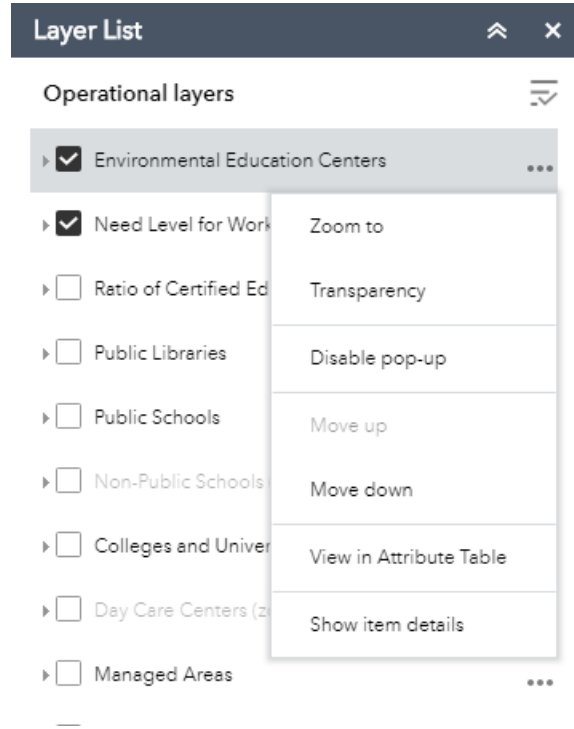 Layer List
Operational layers
Environmental Education Centers
Need Level for Work
Zoom to
Ratio of Certified Ed
Transparency
Public Libraries
Disable pop-up
Public Schools
Move up
Non-Public Schools
Move down
Colleges and Univer
View in Attribute Table
Day Care Centers (z
Show item details
Managed Areas